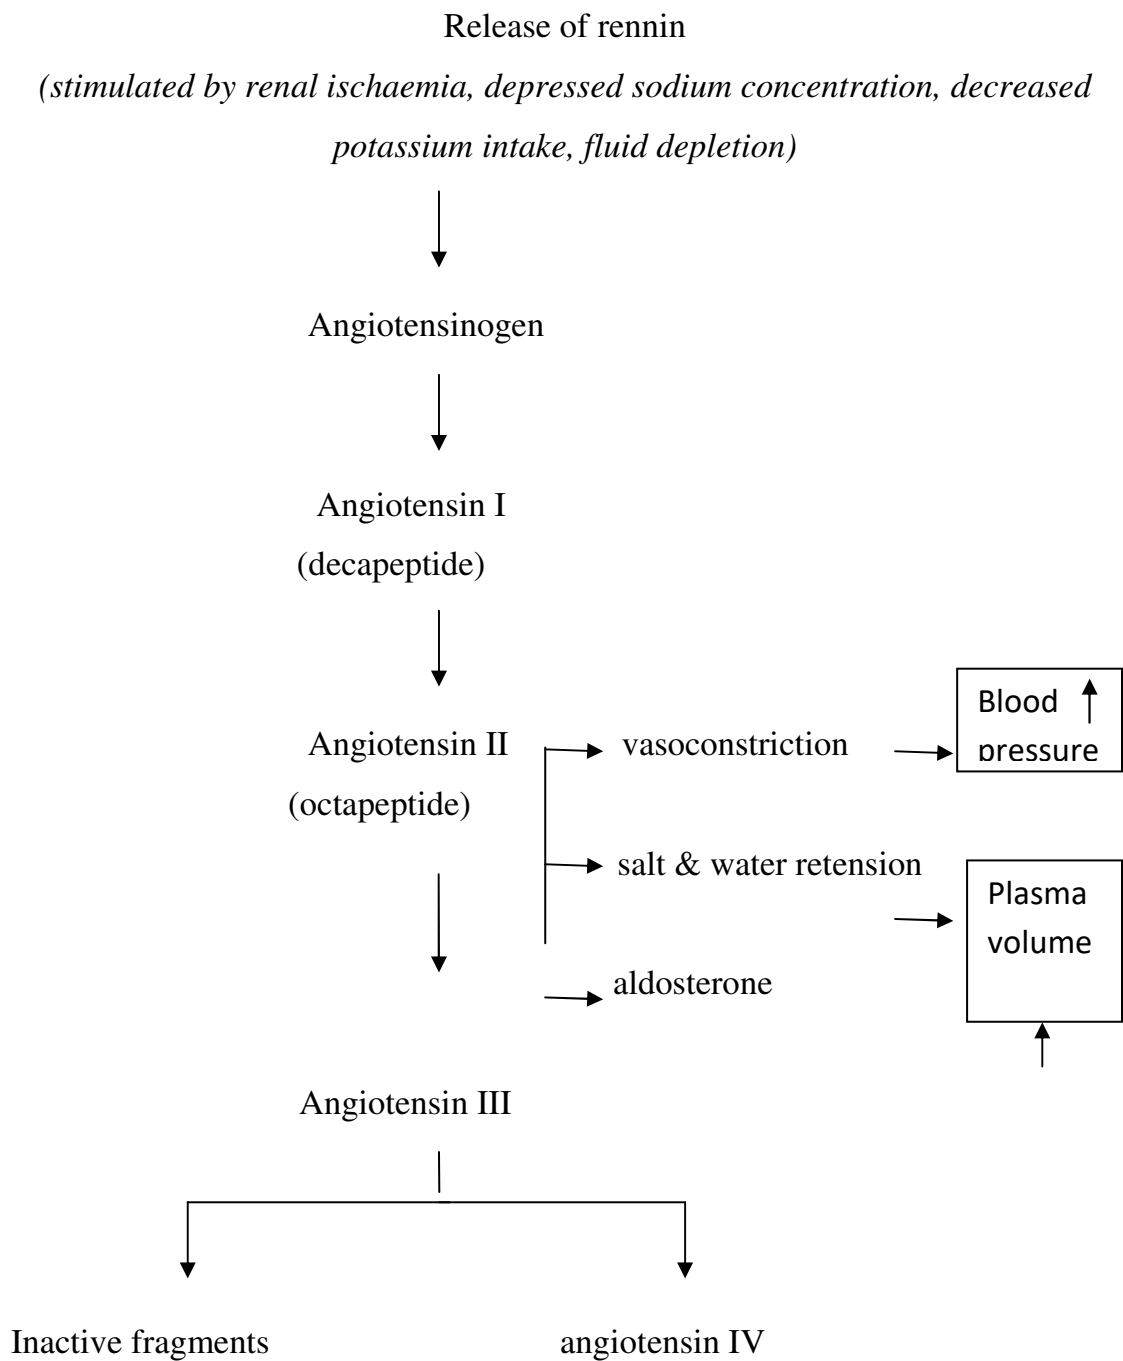 Release of rennin
(stimulated by renal ischaemia, depressed sodium concentration, decreased
potassium intake, fluid depletion)
Angiotensinogen
Angiotensin I
(decapeptide)
Angiotensin II
(octapeptide)
vasoconstriction
Blood
pressure
salt & water retension
Plasma
volume
aldosterone
Angiotensin III
Inactive fragments
angiotensin IV